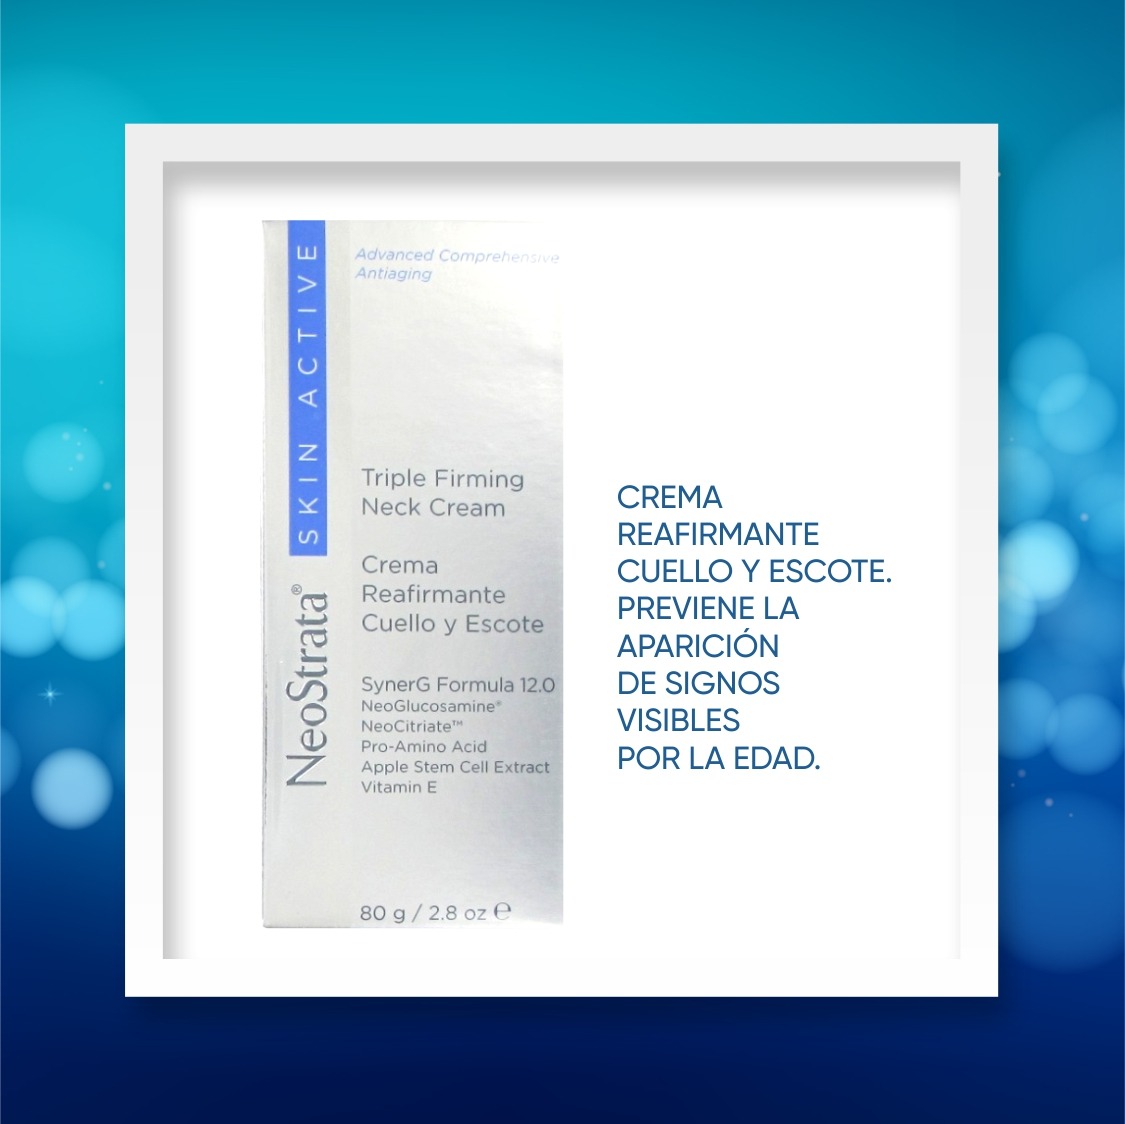 SKIN ACTIVE
NeoStrata®
Advanced Comprehensive
Antiaging
Triple Firming
Neck Cream
Crema
Reafirmante
Cuello y Escote
SynerG Formula 12.0
NeoGlucosamine®
NeoCitriate™
Pro-Amino Acid
Apple Stem Cell Extract
Vitamin E
80 g / 2.8 oz ℮
CREMA
REAFIRMANTE
CUELLO Y ESCOTE.
PREVIENE LA
APARICIÓN
DE SIGNOS
VISIBLES
POR LA EDAD.